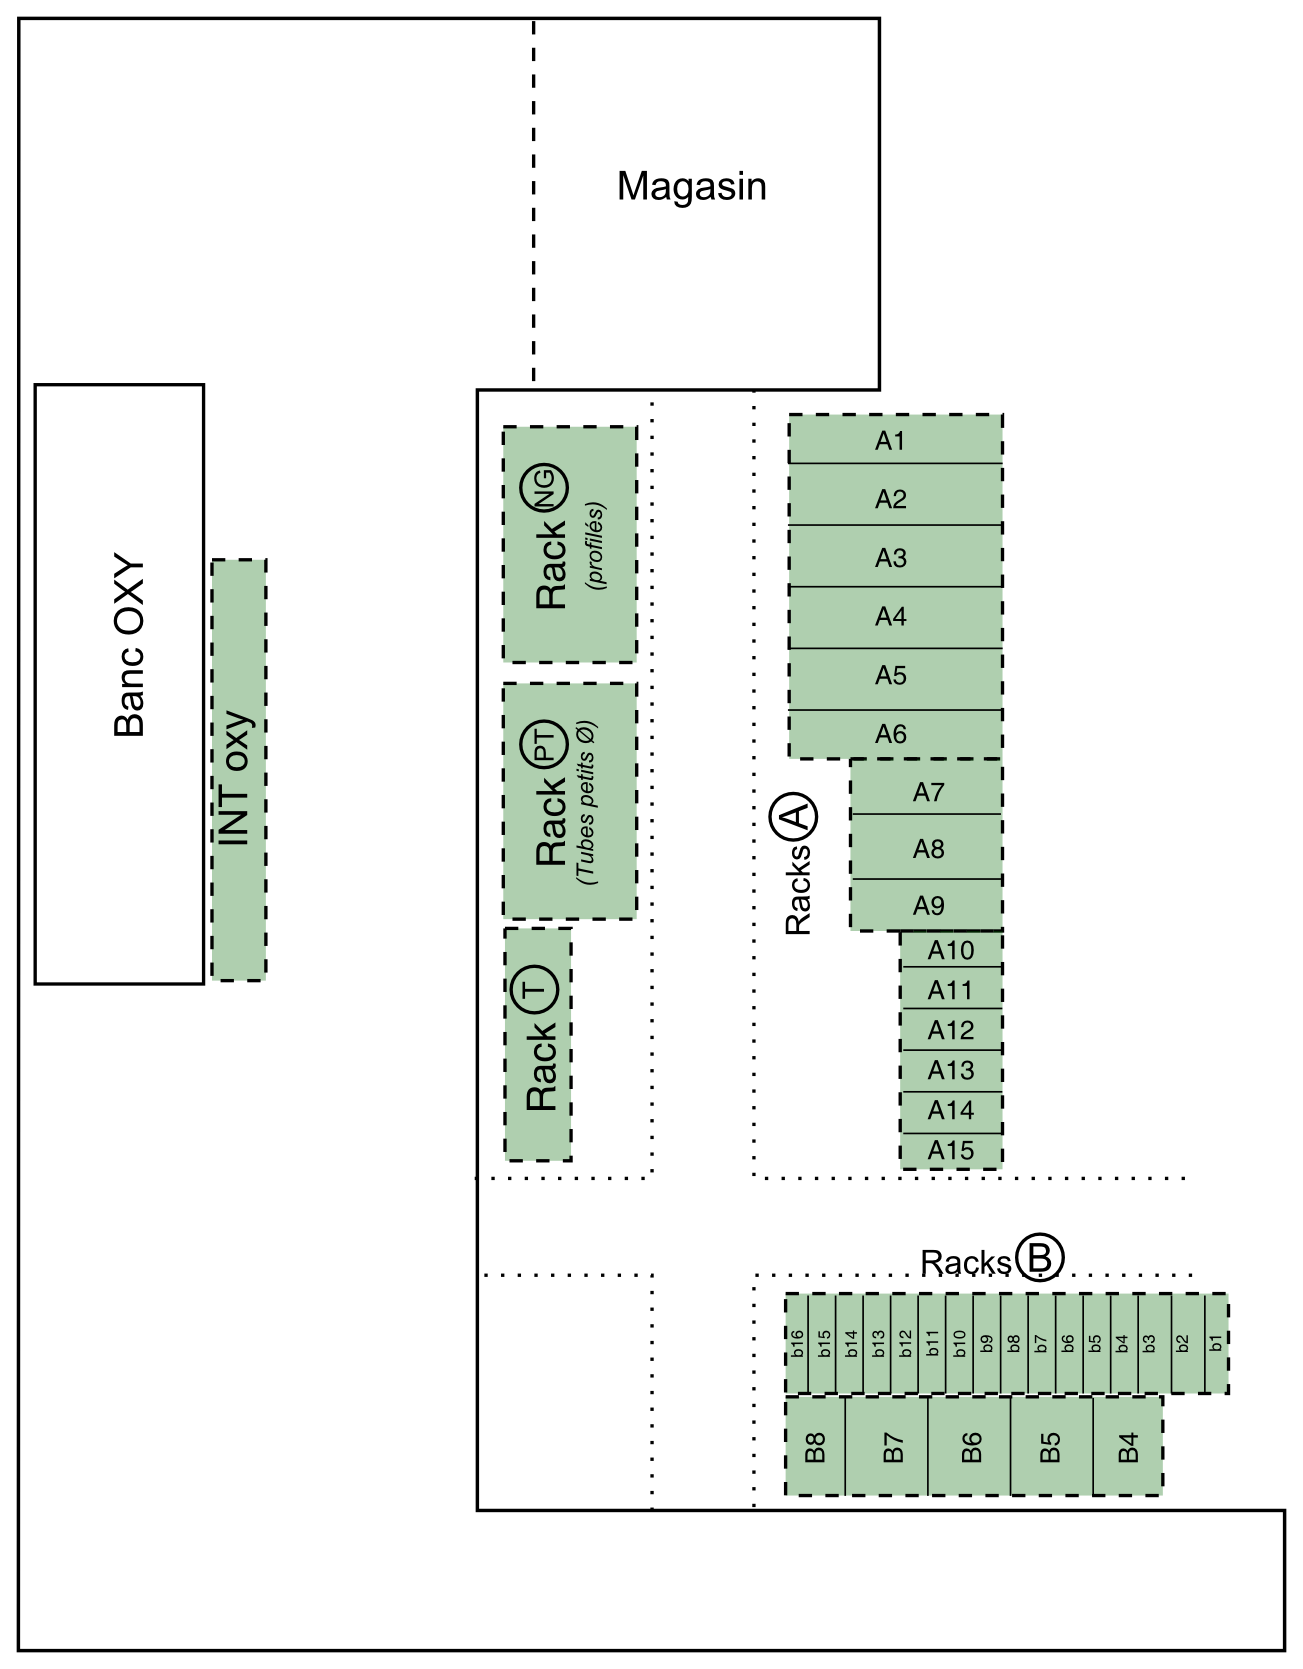 Magasin
Banc OXY
INT oxy
Rack NG
(profilés)
Rack PT
(Tubes petits Ø)
Rack T
A1
A2
A3
A4
A5
A6
Racks A
A7
A8
A9
A10
A11
A12
A13
A14
A15
Racks B
b16
b15
b14
b13
b12
b11
b10
b9
b8
b7
b6
b5
b4
b3
b2
b1
B8
B7
B6
B5
B4